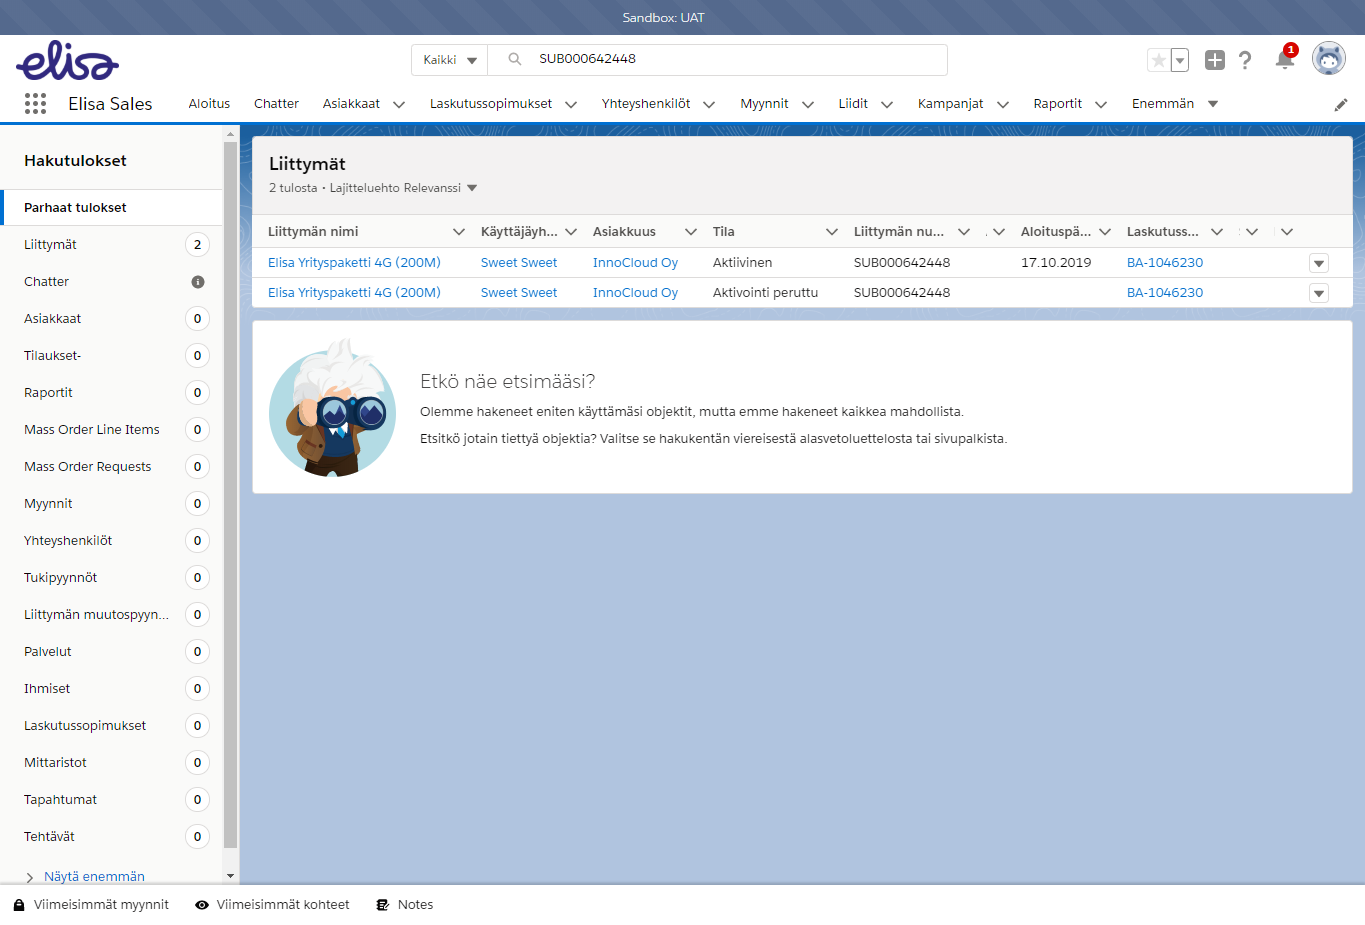 Sandbox: UAT
elisa
Kaikki
SUB000642448
1
Elisa Sales
Aloitus
Chatter
Asiakkaat
Laskutussopimukset
Yhteyshenkilöt
Myynnit
Liidit
Kampanjat
Raportit
Enemmän
Hakutulokset
Parhaat tulokset
Liittymät 2
Chatter
Asiakkaat 0
Tilaukset- 0
Raportit 0
Mass Order Line Items 0
Mass Order Requests 0
Myynnit 0
Yhteyshenkilöt 0
Tukipyynnöt 0
Liittymän muutospyyn... 0
Palvelut 0
Ihmiset 0
Laskutussopimukset 0
Mittaristot 0
Tapahtumat 0
Tehtävät 0
Näytä enemmän
Liittymät
2 tulosta • Lajitteluehto Relevanssi
Liittymän nimi Käyttäjäyh... Asiakkuus Tila Liittymän nu... Aloituspä... Laskutuss...
Elisa Yrityspaketti 4G (200M) Sweet Sweet InnoCloud Oy Aktiivinen SUB000642448 17.10.2019 BA-1046230
Elisa Yrityspaketti 4G (200M) Sweet Sweet InnoCloud Oy Aktivointi peruttu SUB000642448 BA-1046230
Etkö näe etsimääsi?
Olemme hakeneet eniten käyttämäsi objektit, mutta emme hakeneet kaikkea mahdollista.
Etsitkö jotain tiettyä objektia? Valitse se hakukentän viereisestä alasvetoluettelosta tai sivupalkista.
Viimeisimmät myynnit
Viimeisimmät kohteet
Notes